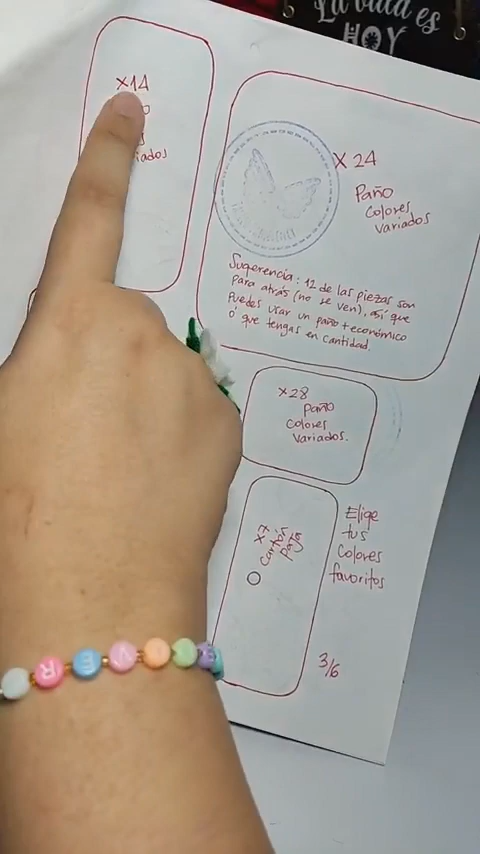 La vida es
HOY
x14
x24
Paño
Colores
variados
Sugerencia: 12 de las piezas son
para atrás (no se ven), así que
Puedes usar un paño + económico
ó que tengas en cantidad.
x28
Paño
Colores
Variados.
x7
cartón
paja
Elige
tus
Colores
favoritos
3/6